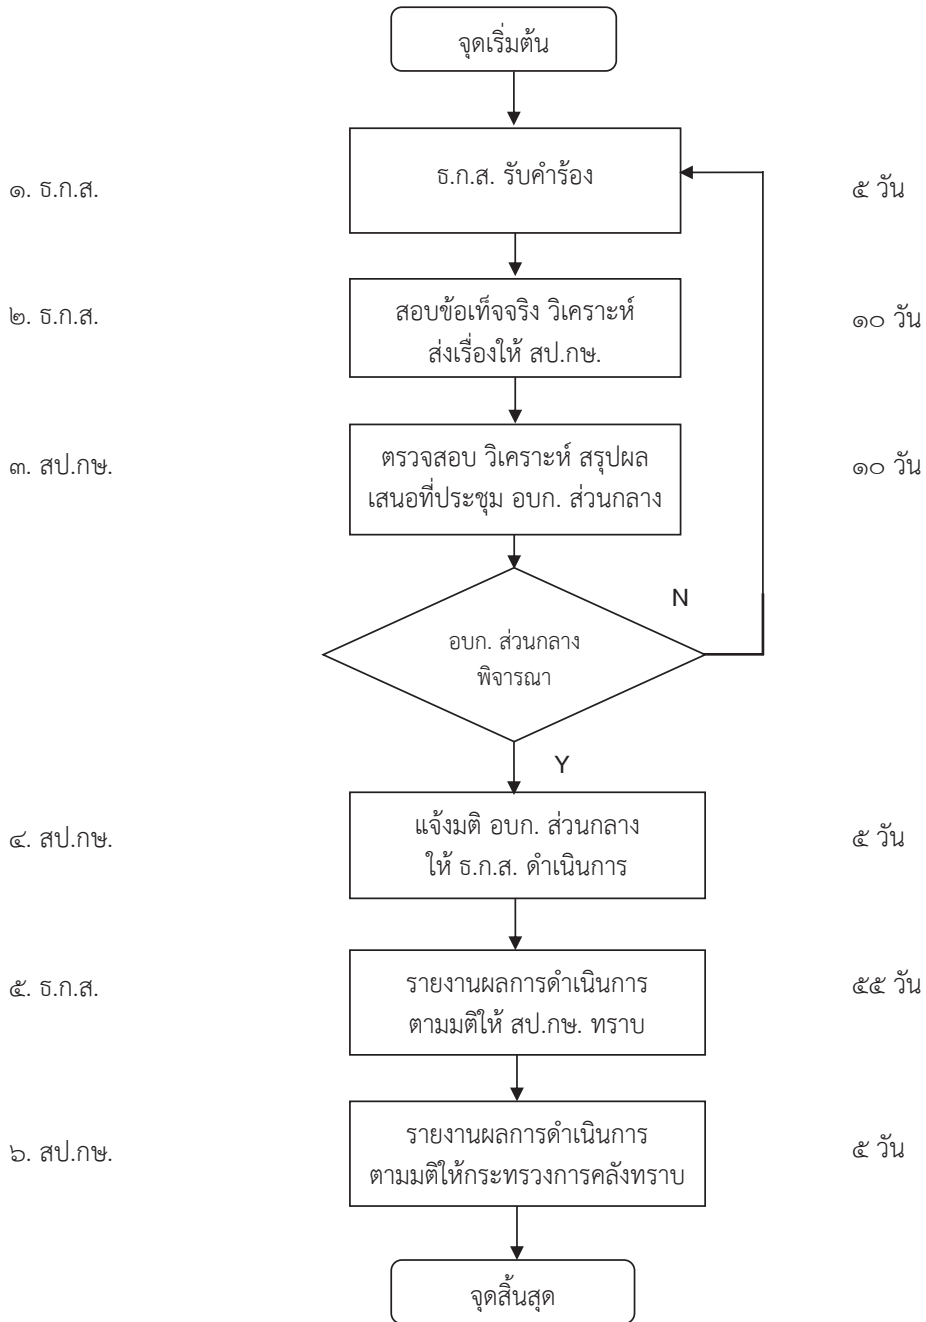 จุดเริ่มต้น
๑. ธ.ก.ส.
ธ.ก.ส. รับคำร้อง
๕ วัน
๒. ธ.ก.ส.
สอบข้อเท็จจริง วิเคราะห์
ส่งเรื่องให้ สป.กษ.
๑๐ วัน
๓. สป.กษ.
ตรวจสอบ วิเคราะห์ สรุปผล
เสนอที่ประชุม อบก. ส่วนกลาง
๑๐ วัน
N
อบก. ส่วนกลาง
พิจารณา
Y
๔. สป.กษ.
แจ้งมติ อบก. ส่วนกลาง
ให้ ธ.ก.ส. ดำเนินการ
๕ วัน
๕. ธ.ก.ส.
รายงานผลการดำเนินการ
ตามมติให้ สป.กษ. ทราบ
๕๕ วัน
๖. สป.กษ.
รายงานผลการดำเนินการ
ตามมติให้กระทรวงการคลังทราบ
๕ วัน
จุดสิ้นสุด